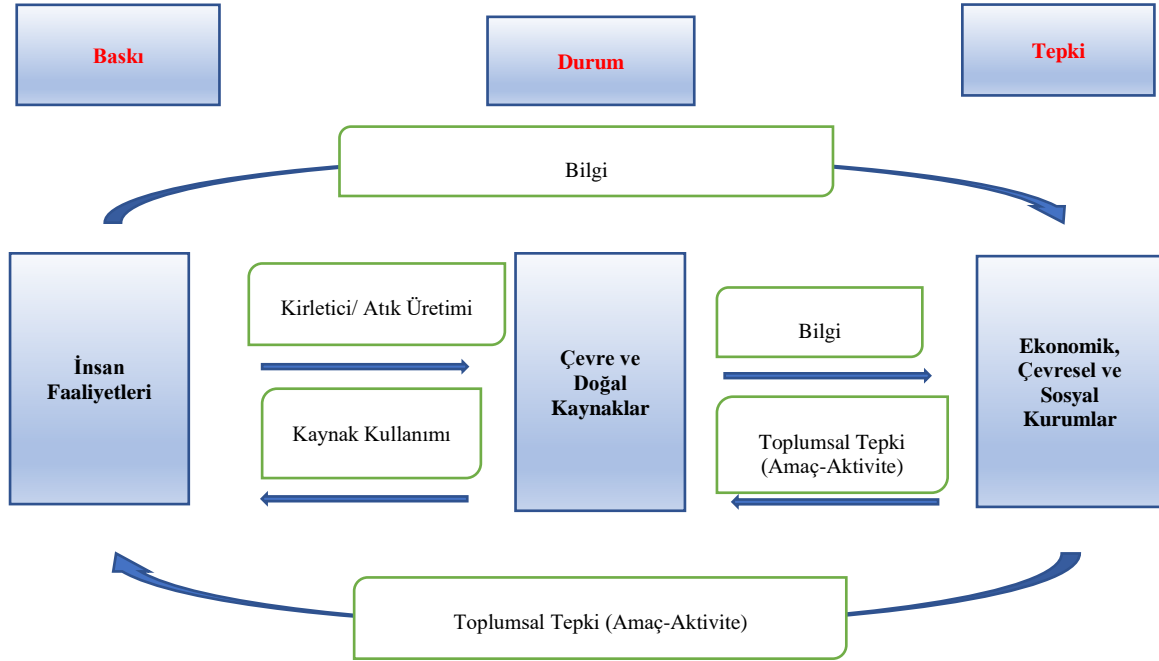 Baskı
Durum
Tepki
Bilgi
İnsan
Faaliyetleri
Kirletici/ Atık Üretimi
Kaynak Kullanımı
Çevre ve
Doğal
Kaynaklar
Bilgi
Toplumsal Tepki
(Amaç-Aktivite)
Ekonomik,
Çevresel ve
Sosyal
Kurumlar
Toplumsal Tepki (Amaç-Aktivite)